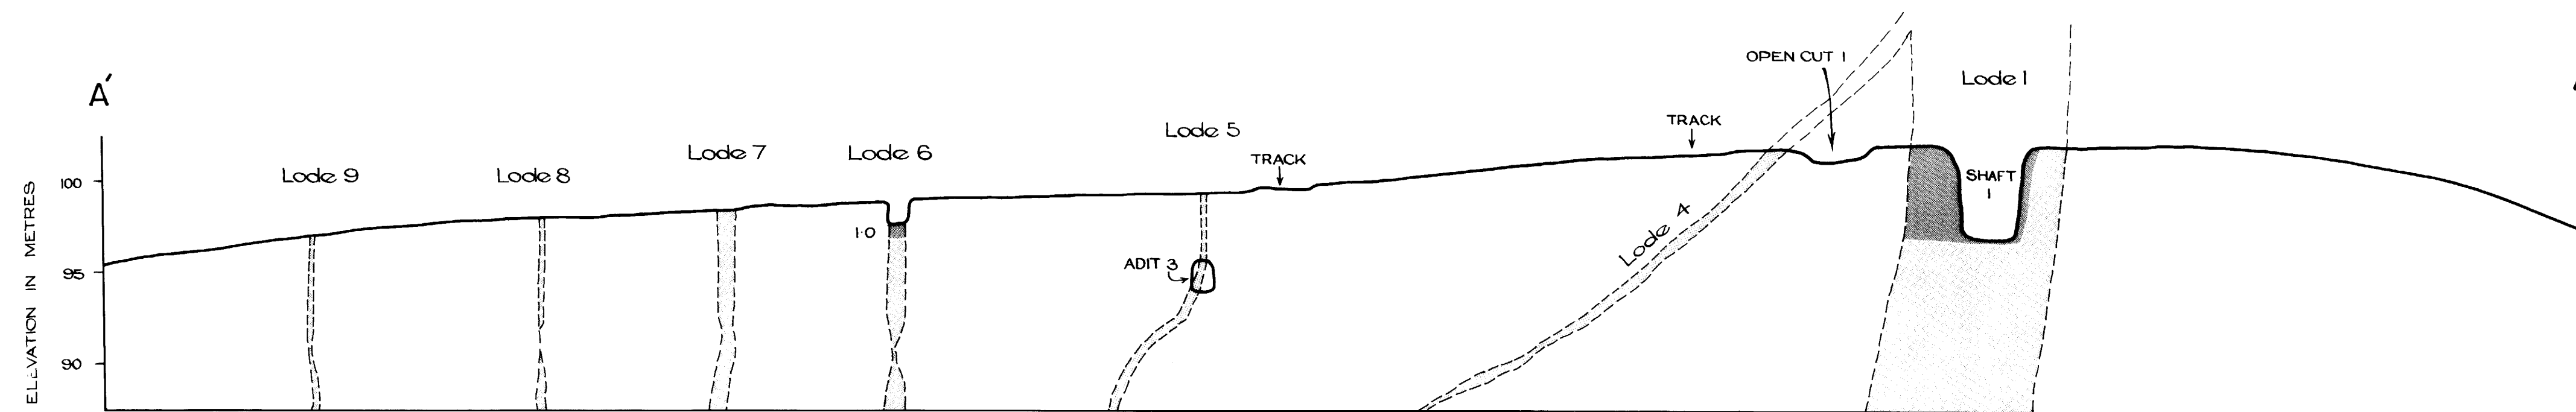 A'
OPEN CUT 1
Lode 1
TRACK
Lode 5
Lode 7
Lode 6
TRACK
Lode 9
Lode 8
100
SHAFT
1
1·0
Lode 4
ADIT 3
95
90
ELEVATION IN METRES